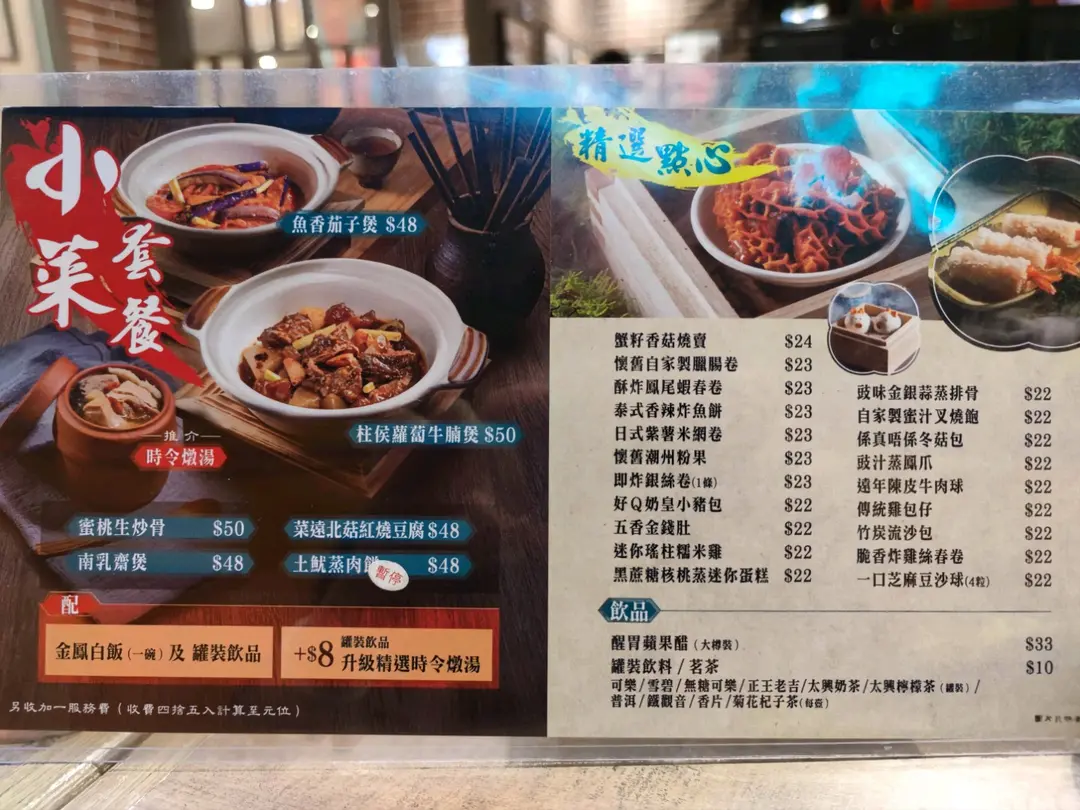 小菜
套餐
魚香茄子煲 $48
柱侯蘿蔔牛腩煲 $50
推介
時令燉湯
蜜桃生炒骨 $50
菜遠北菇紅燒豆腐 $48
南乳齋煲 $48
土魷蒸肉 $48
暫停
配
金鳳白飯(一碗)及 罐裝飲品
+$8 罐裝飲品
升級精選時令燉湯
另收加一服務費(收費四捨五入計算至元位)
精選點心
蟹籽香菇燒賣 $24
懷舊自家製臘腸卷 $23
酥炸鳳尾蝦春卷 $23
泰式香辣炸魚餅 $23
日式紫薯米網卷 $23
懷舊潮州粉果 $23
即炸銀絲卷(1條) $23
好Q奶皇小豬包 $22
五香金錢肚 $22
迷你瑤柱糯米雞 $22
黑蔗糖核桃蒸迷你蛋糕 $22
豉味金銀蒜蒸排骨 $22
自家製蜜汁叉燒飽 $22
係真唔係冬菇包 $22
豉汁蒸鳳爪 $22
遠年陳皮牛肉球 $22
傳統雞包仔 $22
竹炭流沙包 $22
脆香炸雞絲春卷 $22
一口芝麻豆沙球(4粒) $22
飲品
醒胃蘋果醋(大樽裝) $33
罐裝飲料/茗茶 $10
可樂/雪碧/無糖可樂/正王老吉/太興奶茶/太興檸檬茶(罐裝)/
普洱/鐵觀音/香片/菊花杞子茶(每壺)